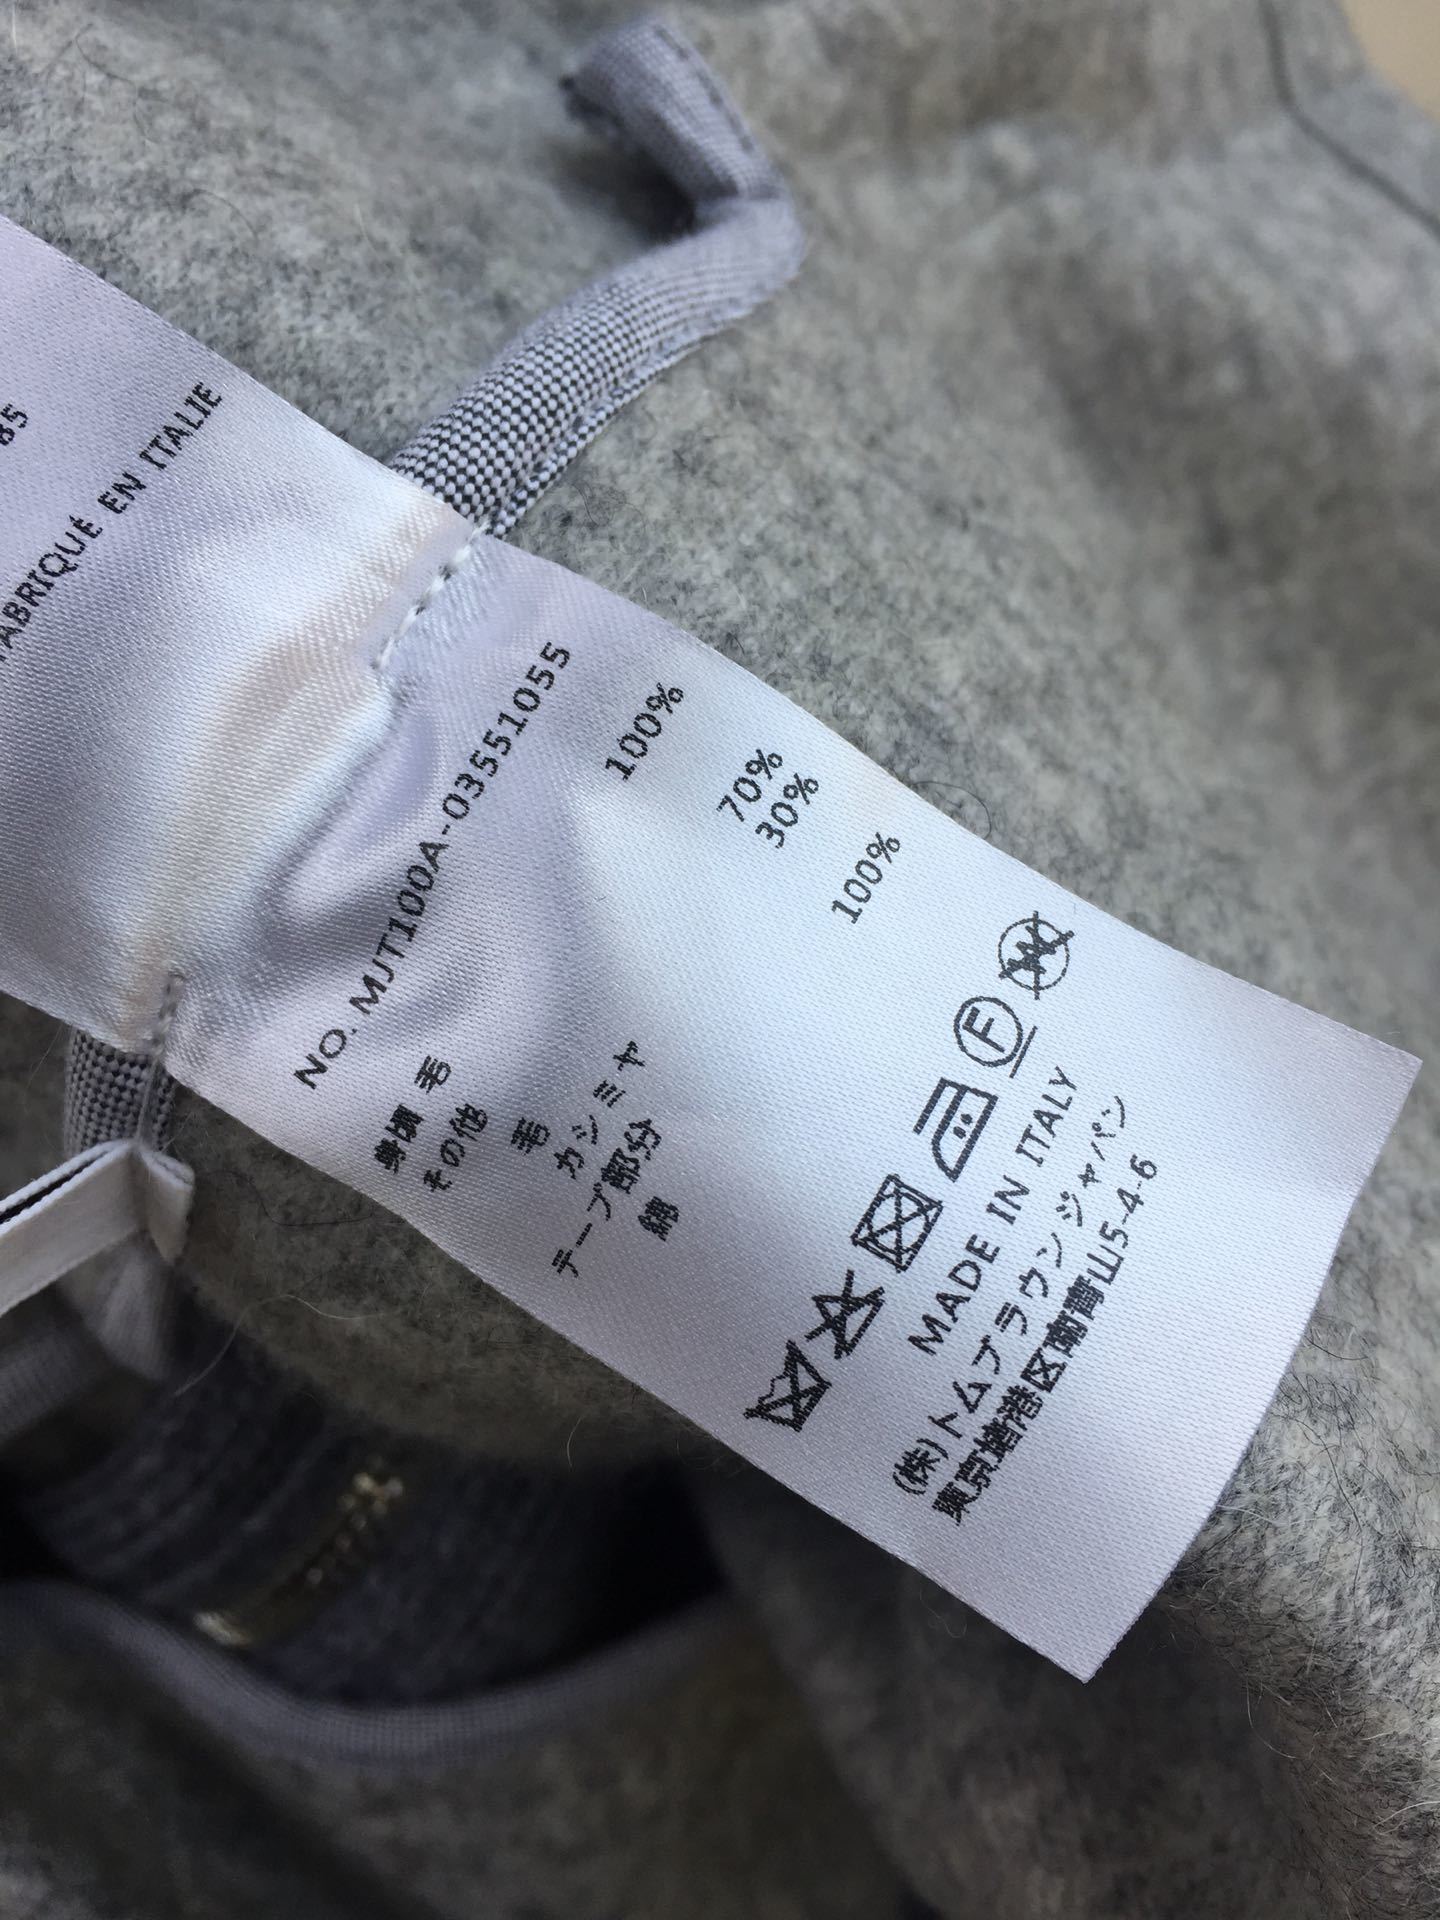 85
FABRIQUÉ EN ITALIE
NO. MJT100A-03551055
身頃 毛 100%
その他
毛 70%
カシミヤ 30%
テープ部分
綿 100%
W
F
MADE IN ITALY
(株)トムブラウンジャパン
東京都港区南青山5-4-6